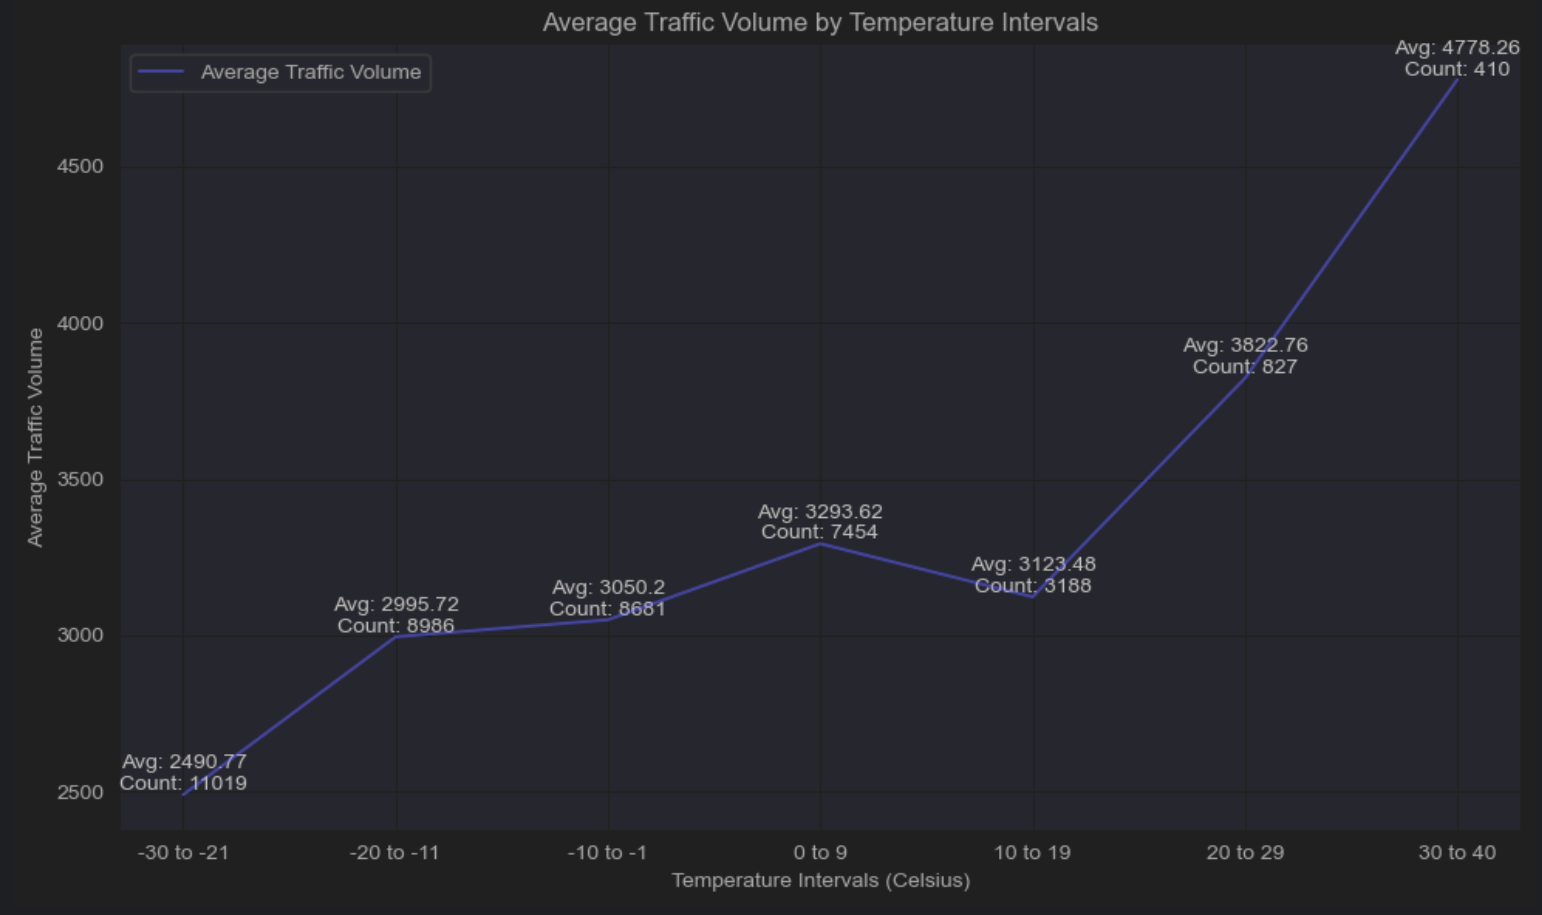 Average Traffic Volume by Temperature Intervals
Average Traffic Volume
Avg: 4778.26
Count: 410
4500
4000
Avg: 3822.76
Count: 827
3500
Avg: 3293.62
Count: 7454
Avg: 3123.48
Count: 3188
Avg: 3050.2
Count: 8681
Avg: 2995.72
Count: 8986
3000
Avg: 2490.77
Count: 11019
2500
Average Traffic Volume
-30 to -21
-20 to -11
-10 to -1
0 to 9
10 to 19
20 to 29
30 to 40
Temperature Intervals (Celsius)